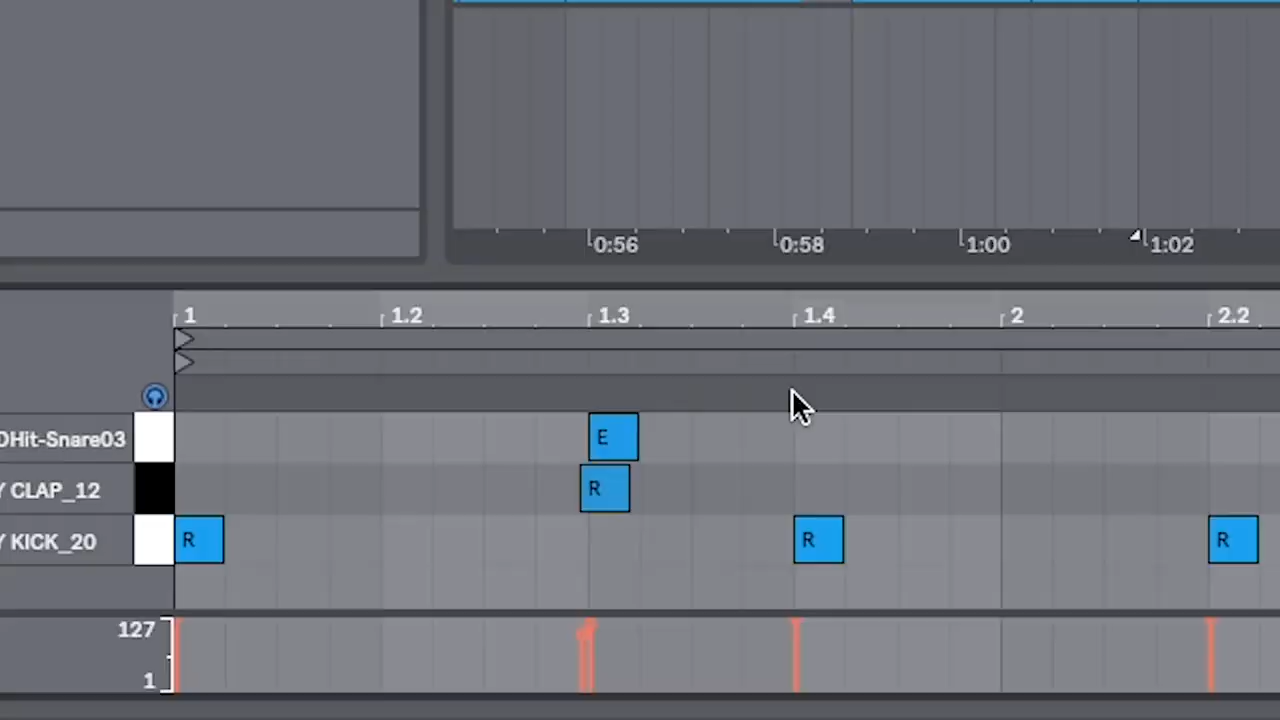 0:56 0:58 1:00 1:02
1 1.2 1.3 1.4 2 2.2
DHit-Snare03 E
Y CLAP_12 R
Y KICK_20 R R R
127
1